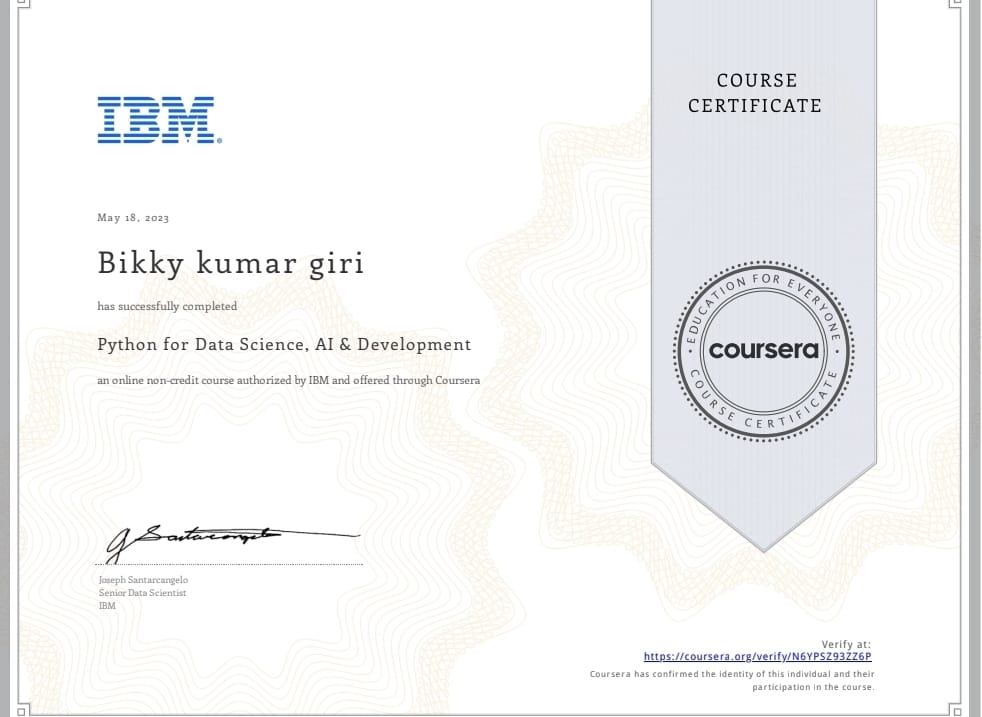 IBM®
COURSE
CERTIFICATE
May 18, 2023
Bikky kumar giri
has successfully completed
Python for Data Science, AI & Development
an online non-credit course authorized by IBM and offered through Coursera
EDUCATION FOR EVERYONE
coursera
COURSE CERTIFICATE
J Santarcangelo
Joseph Santarcangelo
Senior Data Scientist
IBM
Verify at:
https://coursera.org/verify/N6YPSZ93ZZ6P
Coursera has confirmed the identity of this individual and their
participation in the course.